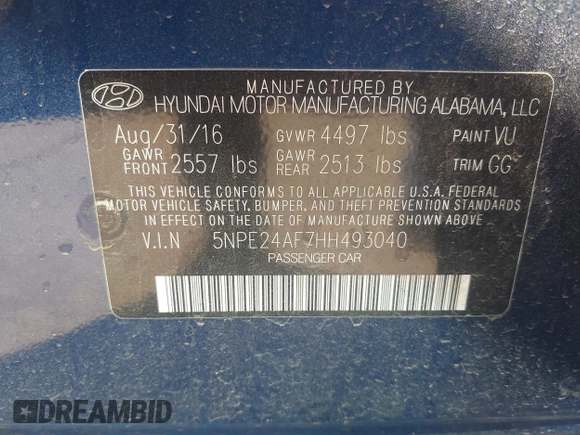 MANUFACTURED BY
HYUNDAI MOTOR MANUFACTURING ALABAMA, LLC
Aug/31/16 GVWR 4497 lbs PAINT VU
GAWR FRONT 2557 lbs GAWR REAR 2513 lbs TRIM GG
THIS VEHICLE CONFORMS TO ALL APPLICABLE U.S.A. FEDERAL
MOTOR VEHICLE SAFETY, BUMPER, AND THEFT PREVENTION
STANDARDS IN EFFECT ON THE DATE OF MANUFACTURE SHOWN ABOVE
V.I.N 5NPE24AF7HH493040
PASSENGER CAR
DREAMBID